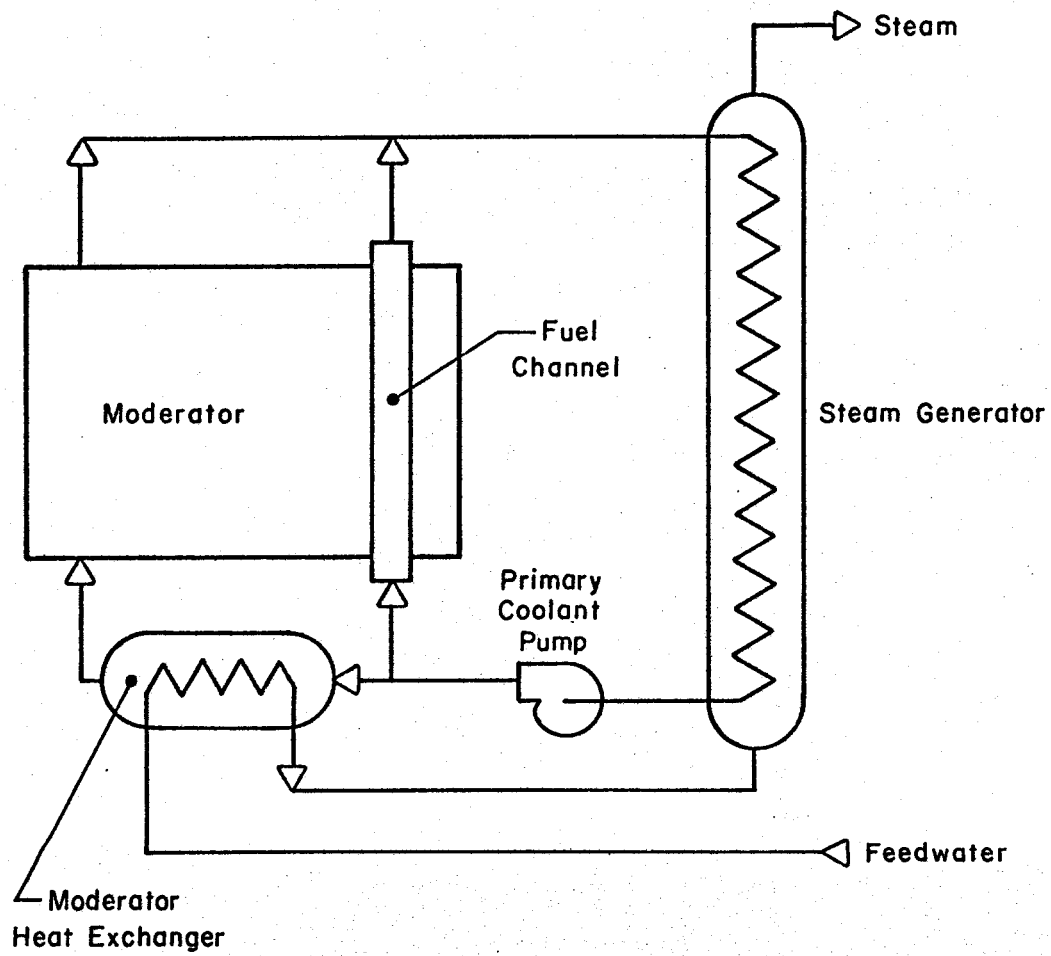 Steam
Fuel
Channel
Moderator
Steam Generator
Primary
Coolant
Pump
Feedwater
Moderator
Heat Exchanger